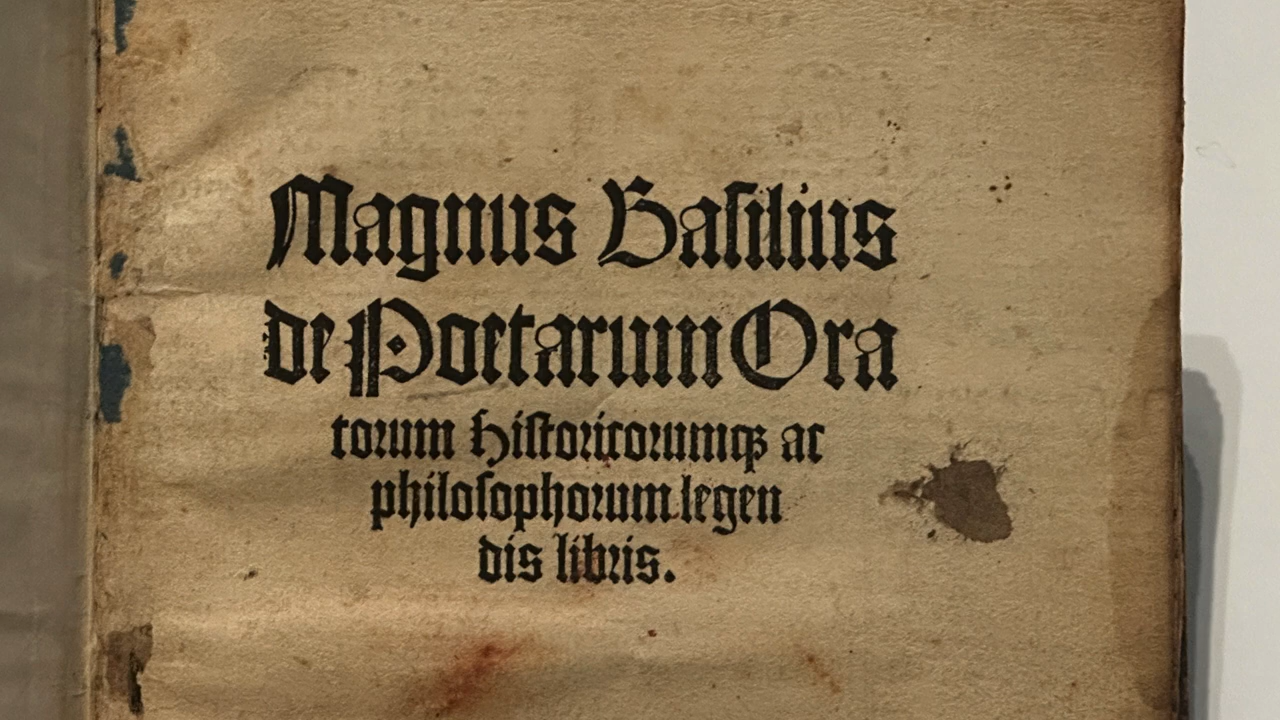 Magnus Baſilius
de Poetarum Ora
torum Hiſtoricorumqꝫ ac
philoſophorum legen
dis libris.